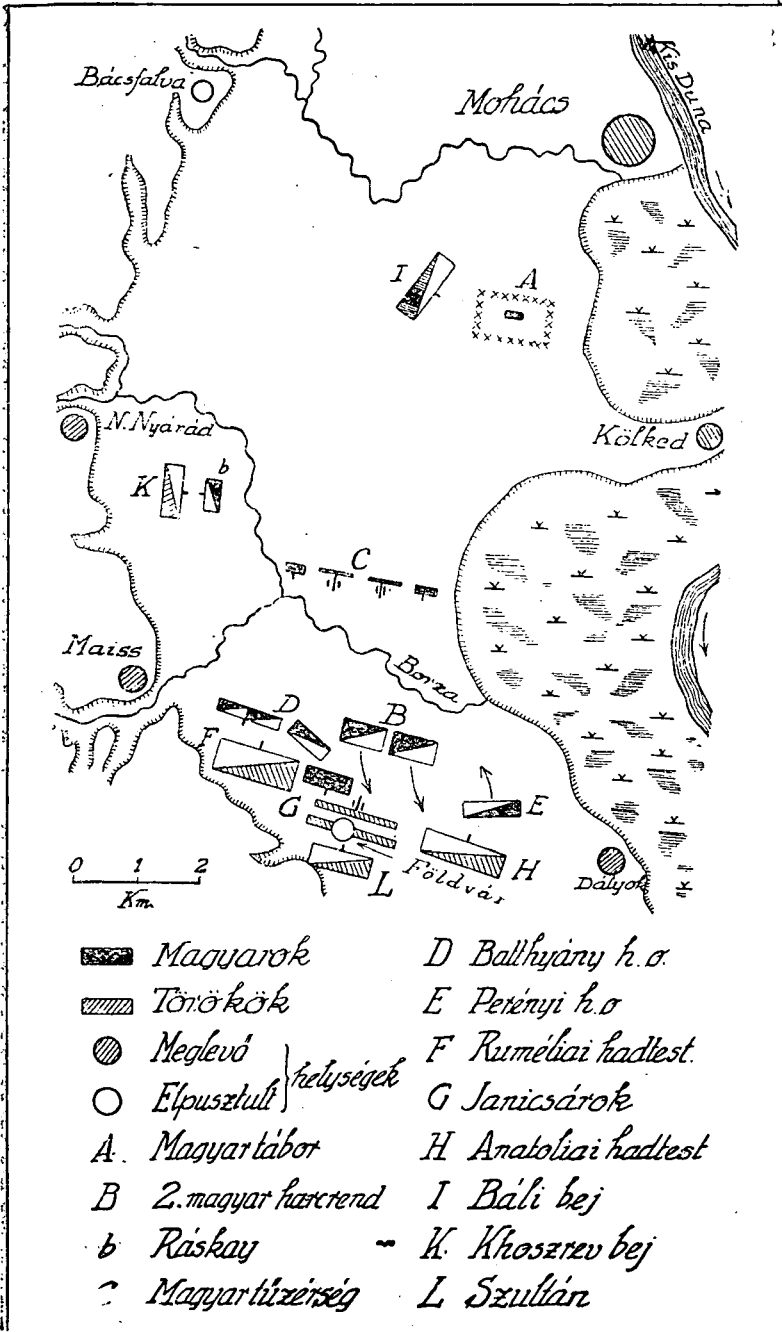 Bácsfalva
Kis Duna
Mohács
I
A
N. Nyárád
Kölked
K
b
C
Maiss
Borza
D
B
F
G
E
0 1 2
Km.
L
Földvár
H
Dályok
Magyarok
Törökök
Meglevő
Elpusztult
helységek
A. Magyar tábor
B 2. magyar harcrend
b Ráskay
C Magyar tüzérség
D Batthyány h. o.
E Perényi h. o
F Ruméliai hadtest.
G Janicsárok
H Anatoliai hadtest
I Báli bej
K. Khoszrev bej
L Szultán